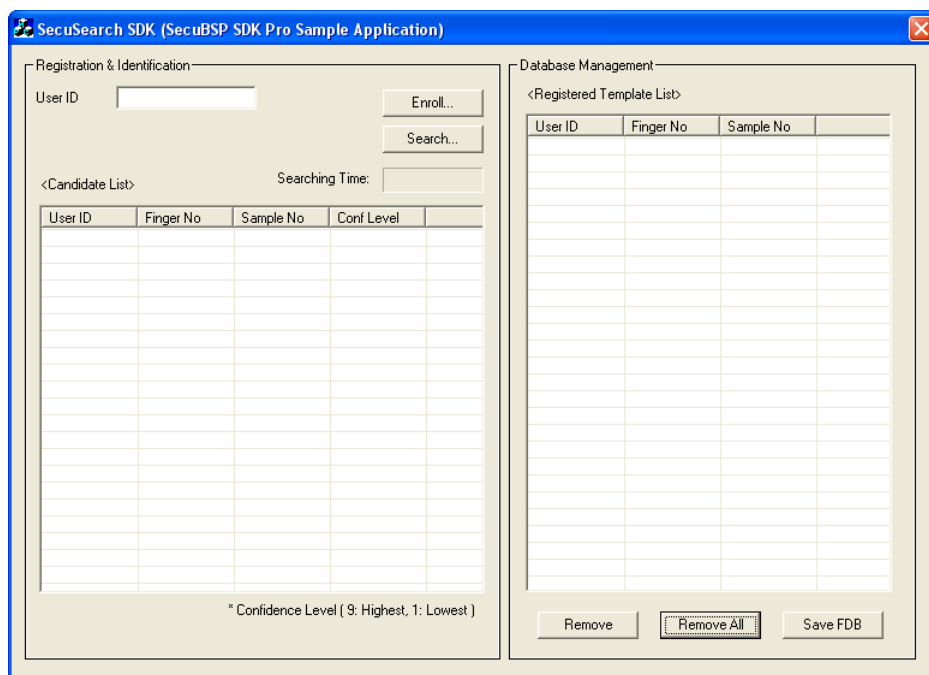 SecuSearch SDK (SecuBSP SDK Pro Sample Application)
Registration & Identification
User ID
Enroll...
Search...
Searching Time:
<Candidate List>
User ID Finger No Sample No Conf Level
* Confidence Level ( 9: Highest, 1: Lowest )
Database Management
<Registered Template List>
User ID Finger No Sample No
Remove Remove All Save FDB